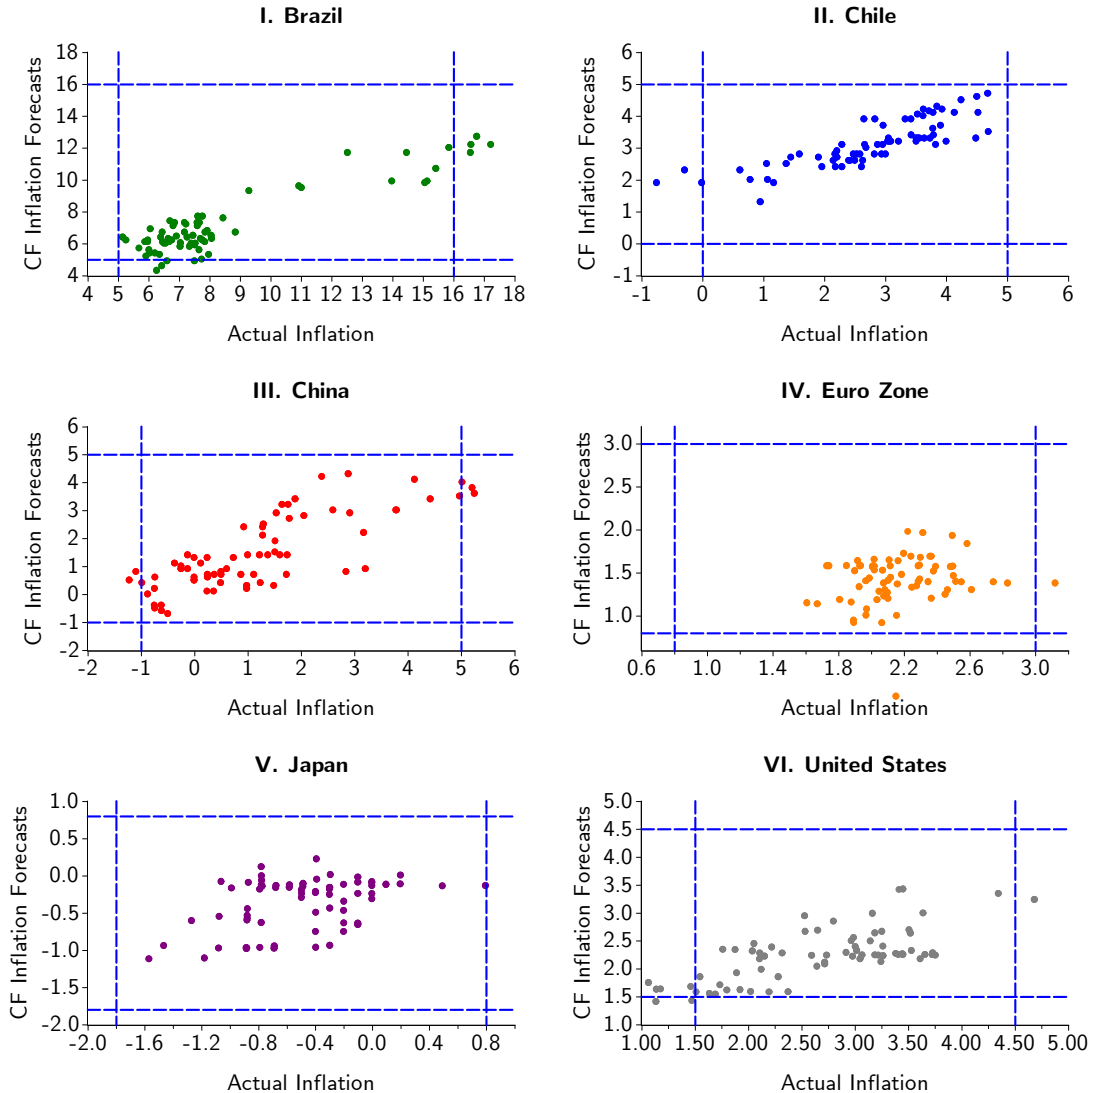 I. Brazil
CF Inflation Forecasts
18
16
14
12
10
8
6
4
4 5 6 7 8 9 10 11 12 13 14 15 16 17 18
Actual Inflation
II. Chile
CF Inflation Forecasts
6
5
4
3
2
1
0
-1
-1 0 1 2 3 4 5 6
Actual Inflation
III. China
CF Inflation Forecasts
6
5
4
3
2
1
0
-1
-2
-2 -1 0 1 2 3 4 5 6
Actual Inflation
IV. Euro Zone
CF Inflation Forecasts
3.0
2.5
2.0
1.5
1.0
0.6 1.0 1.4 1.8 2.2 2.6 3.0
Actual Inflation
V. Japan
CF Inflation Forecasts
1.0
0.5
0.0
-0.5
-1.0
-1.5
-2.0
-2.0 -1.6 -1.2 -0.8 -0.4 0.0 0.4 0.8
Actual Inflation
VI. United States
CF Inflation Forecasts
5.0
4.5
4.0
3.5
3.0
2.5
2.0
1.5
1.0
1.00 1.50 2.00 2.50 3.00 3.50 4.00 4.50 5.00
Actual Inflation